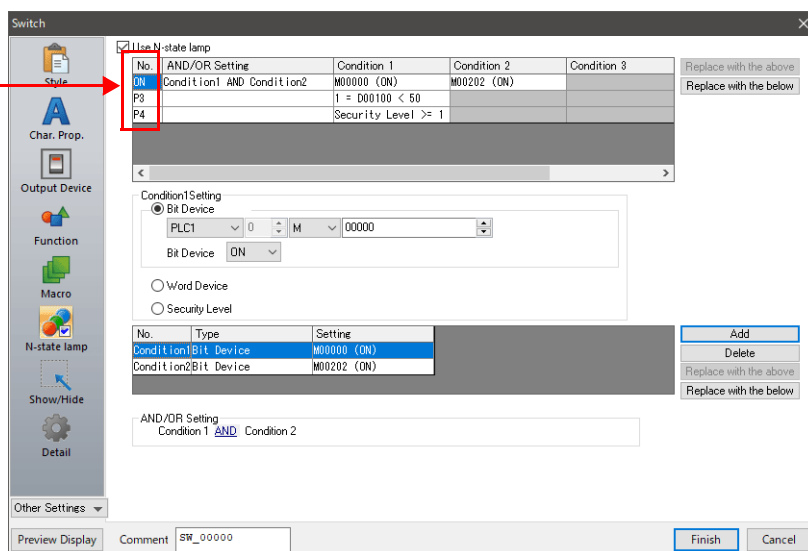 Switch
Use N-state lamp
No. AND/OR Setting Condition 1 Condition 2 Condition 3
ON Condition1 AND Condition2 M00000 (ON) M00202 (ON)
P3 1 = D00100 < 50
P4 Security Level >= 1
Replace with the above
Replace with the below
Style
Char. Prop.
Output Device
Function
Macro
N-state lamp
Show/Hide
Detail
Other Settings
Condition1Setting
Bit Device
PLC1 0 M 00000
Bit Device ON
Word Device
Security Level
No. Type Setting
Condition1 Bit Device M00000 (ON)
Condition2 Bit Device M00202 (ON)
Add
Delete
Replace with the above
Replace with the below
AND/OR Setting
Condition 1 AND Condition 2
Preview Display Comment SW_00000 Finish Cancel